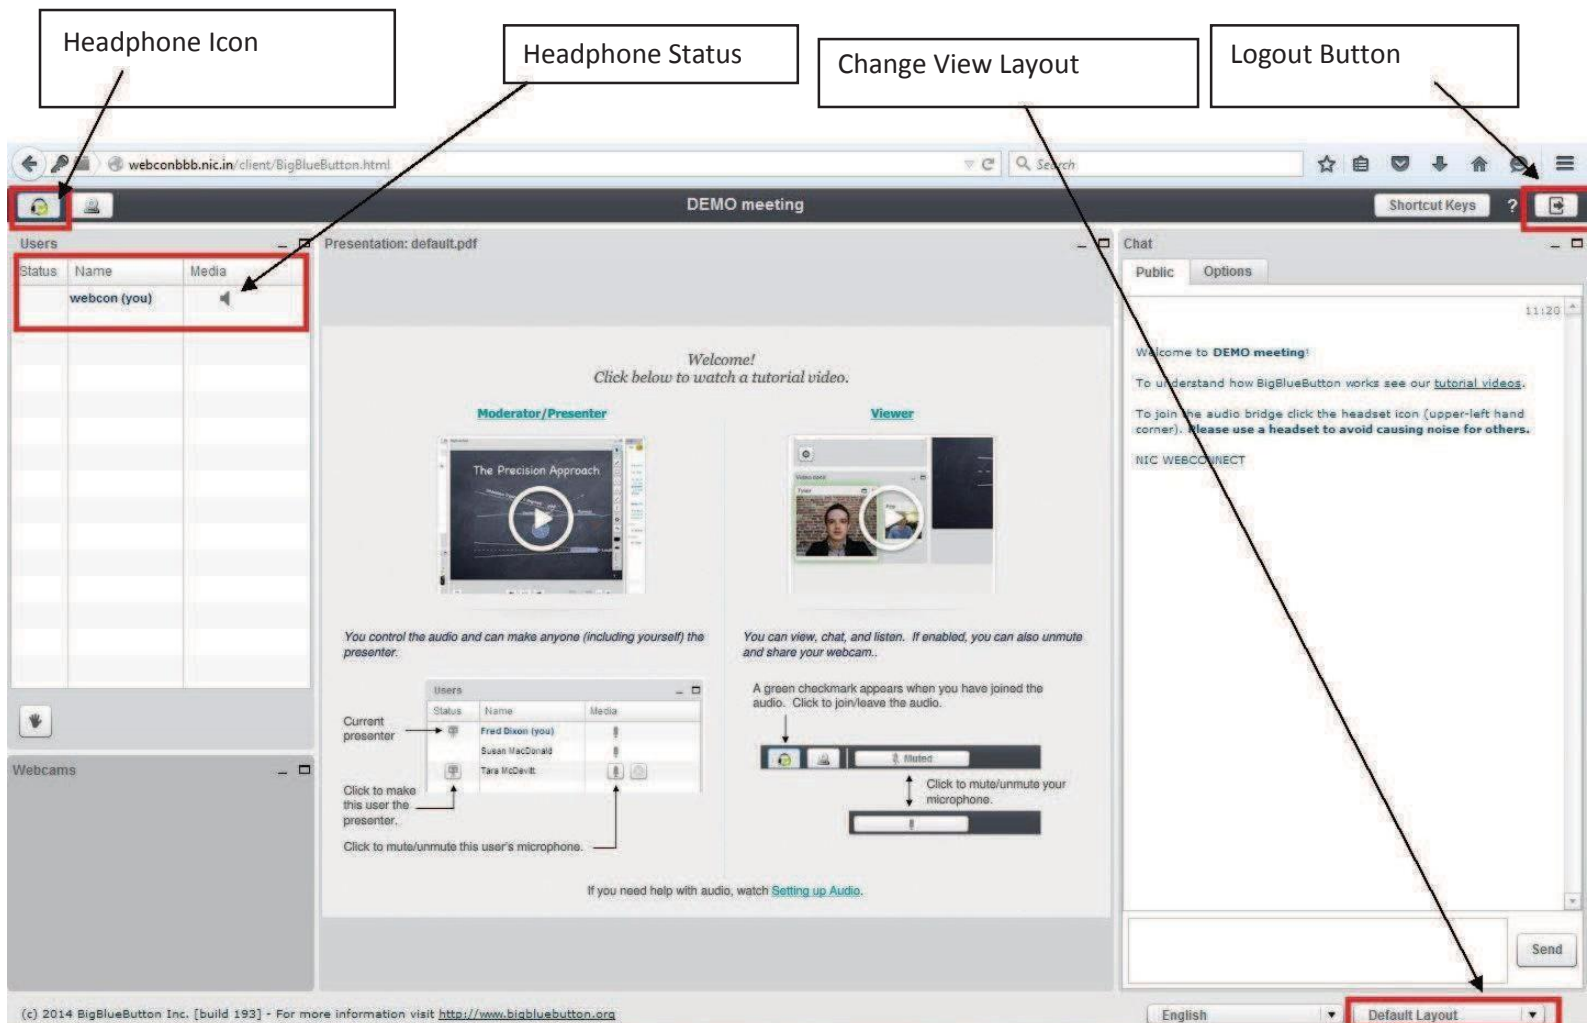 Headphone Icon
Headphone Status
Change View Layout
Logout Button
webconbbb.nic.in/client/BigBlueButton.html
Search
DEMO meeting
Shortcut Keys
?
Users
Status Name Media
webcon (you)
Webcams
Presentation: default.pdf
Welcome!
Click below to watch a tutorial video.
Moderator/Presenter
The Precision Approach
You control the audio and can make anyone (including yourself) the
presenter.
Users
Status Name Media
Fred Dixon (you)
Susan MacDonald
Tara McDevitt
Current
presenter
Click to make
this user the
presenter.
Click to mute/unmute this user's microphone.
Viewer
Video dock
Tyler
You can view, chat, and listen. If enabled, you can also unmute
and share your webcam..
A green checkmark appears when you have joined the
audio. Click to join/leave the audio.
Muted
Click to mute/unmute your
microphone.
If you need help with audio, watch Setting up Audio.
Chat
Public Options
11:20
Welcome to DEMO meeting!
To understand how BigBlueButton works see our tutorial videos.
To join the audio bridge click the headset icon (upper-left hand
corner). Please use a headset to avoid causing noise for others.
NIC WEBCONNECT
Send
(c) 2014 BigBlueButton Inc. [build 193] - For more information visit http://www.bigbluebutton.org
English
Default Layout